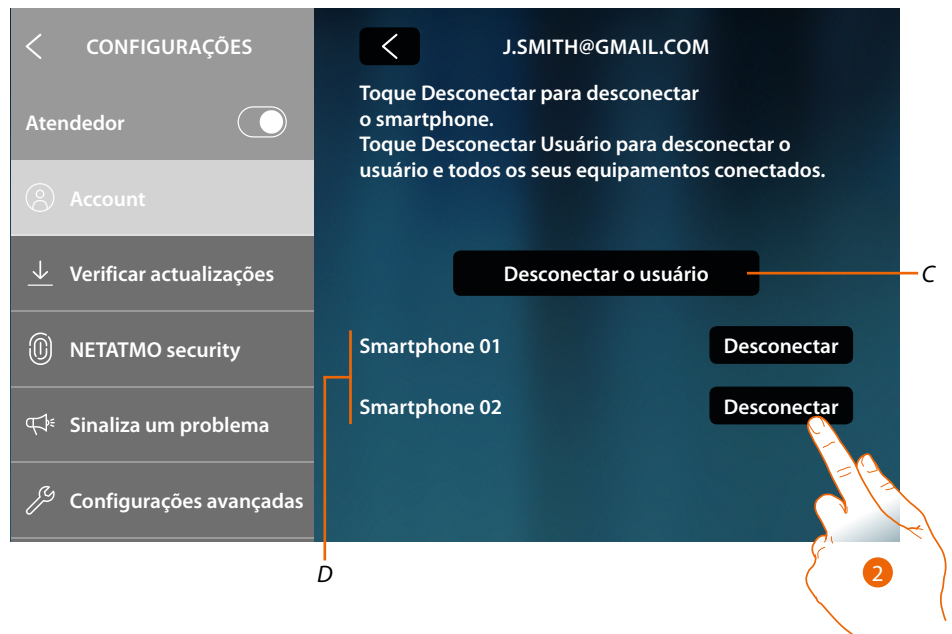 CONFIGURAÇÕES
Atendedor
Account
Verificar actualizações
NETATMO security
Sinaliza um problema
Configurações avançadas
J.SMITH@GMAIL.COM
Toque Desconectar para desconectar
o smartphone.
Toque Desconectar Usuário para desconectar o
usuário e todos os seus equipamentos conectados.
Desconectar o usuário
C
Smartphone 01 Desconectar
Smartphone 02 Desconectar
D
2